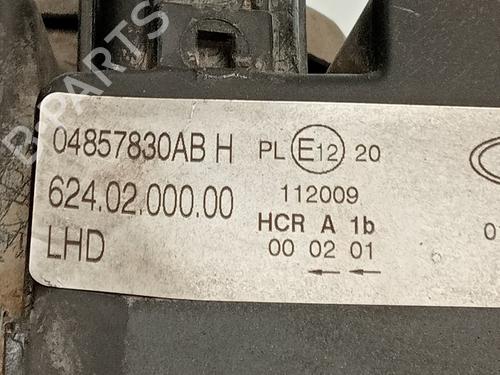 B-PARTS
04857830AB H
PL E12 20
624.02.000.00
112009
LHD
HCR A 1b
00 02 01